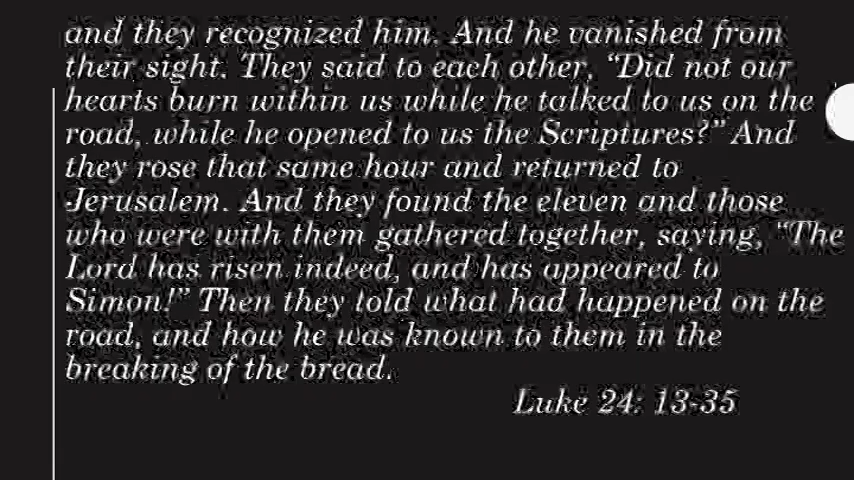 and they recognized him. And he vanished from
their sight. They said to each other, “Did not our
hearts burn within us while he talked to us on the
road, while he opened to us the Scriptures?” And
they rose that same hour and returned to
Jerusalem. And they found the eleven and those
who were with them gathered together, saying, “The
Lord has risen indeed, and has appeared to
Simon!” Then they told what had happened on the
road, and how he was known to them in the
breaking of the bread.
Luke 24: 13-35